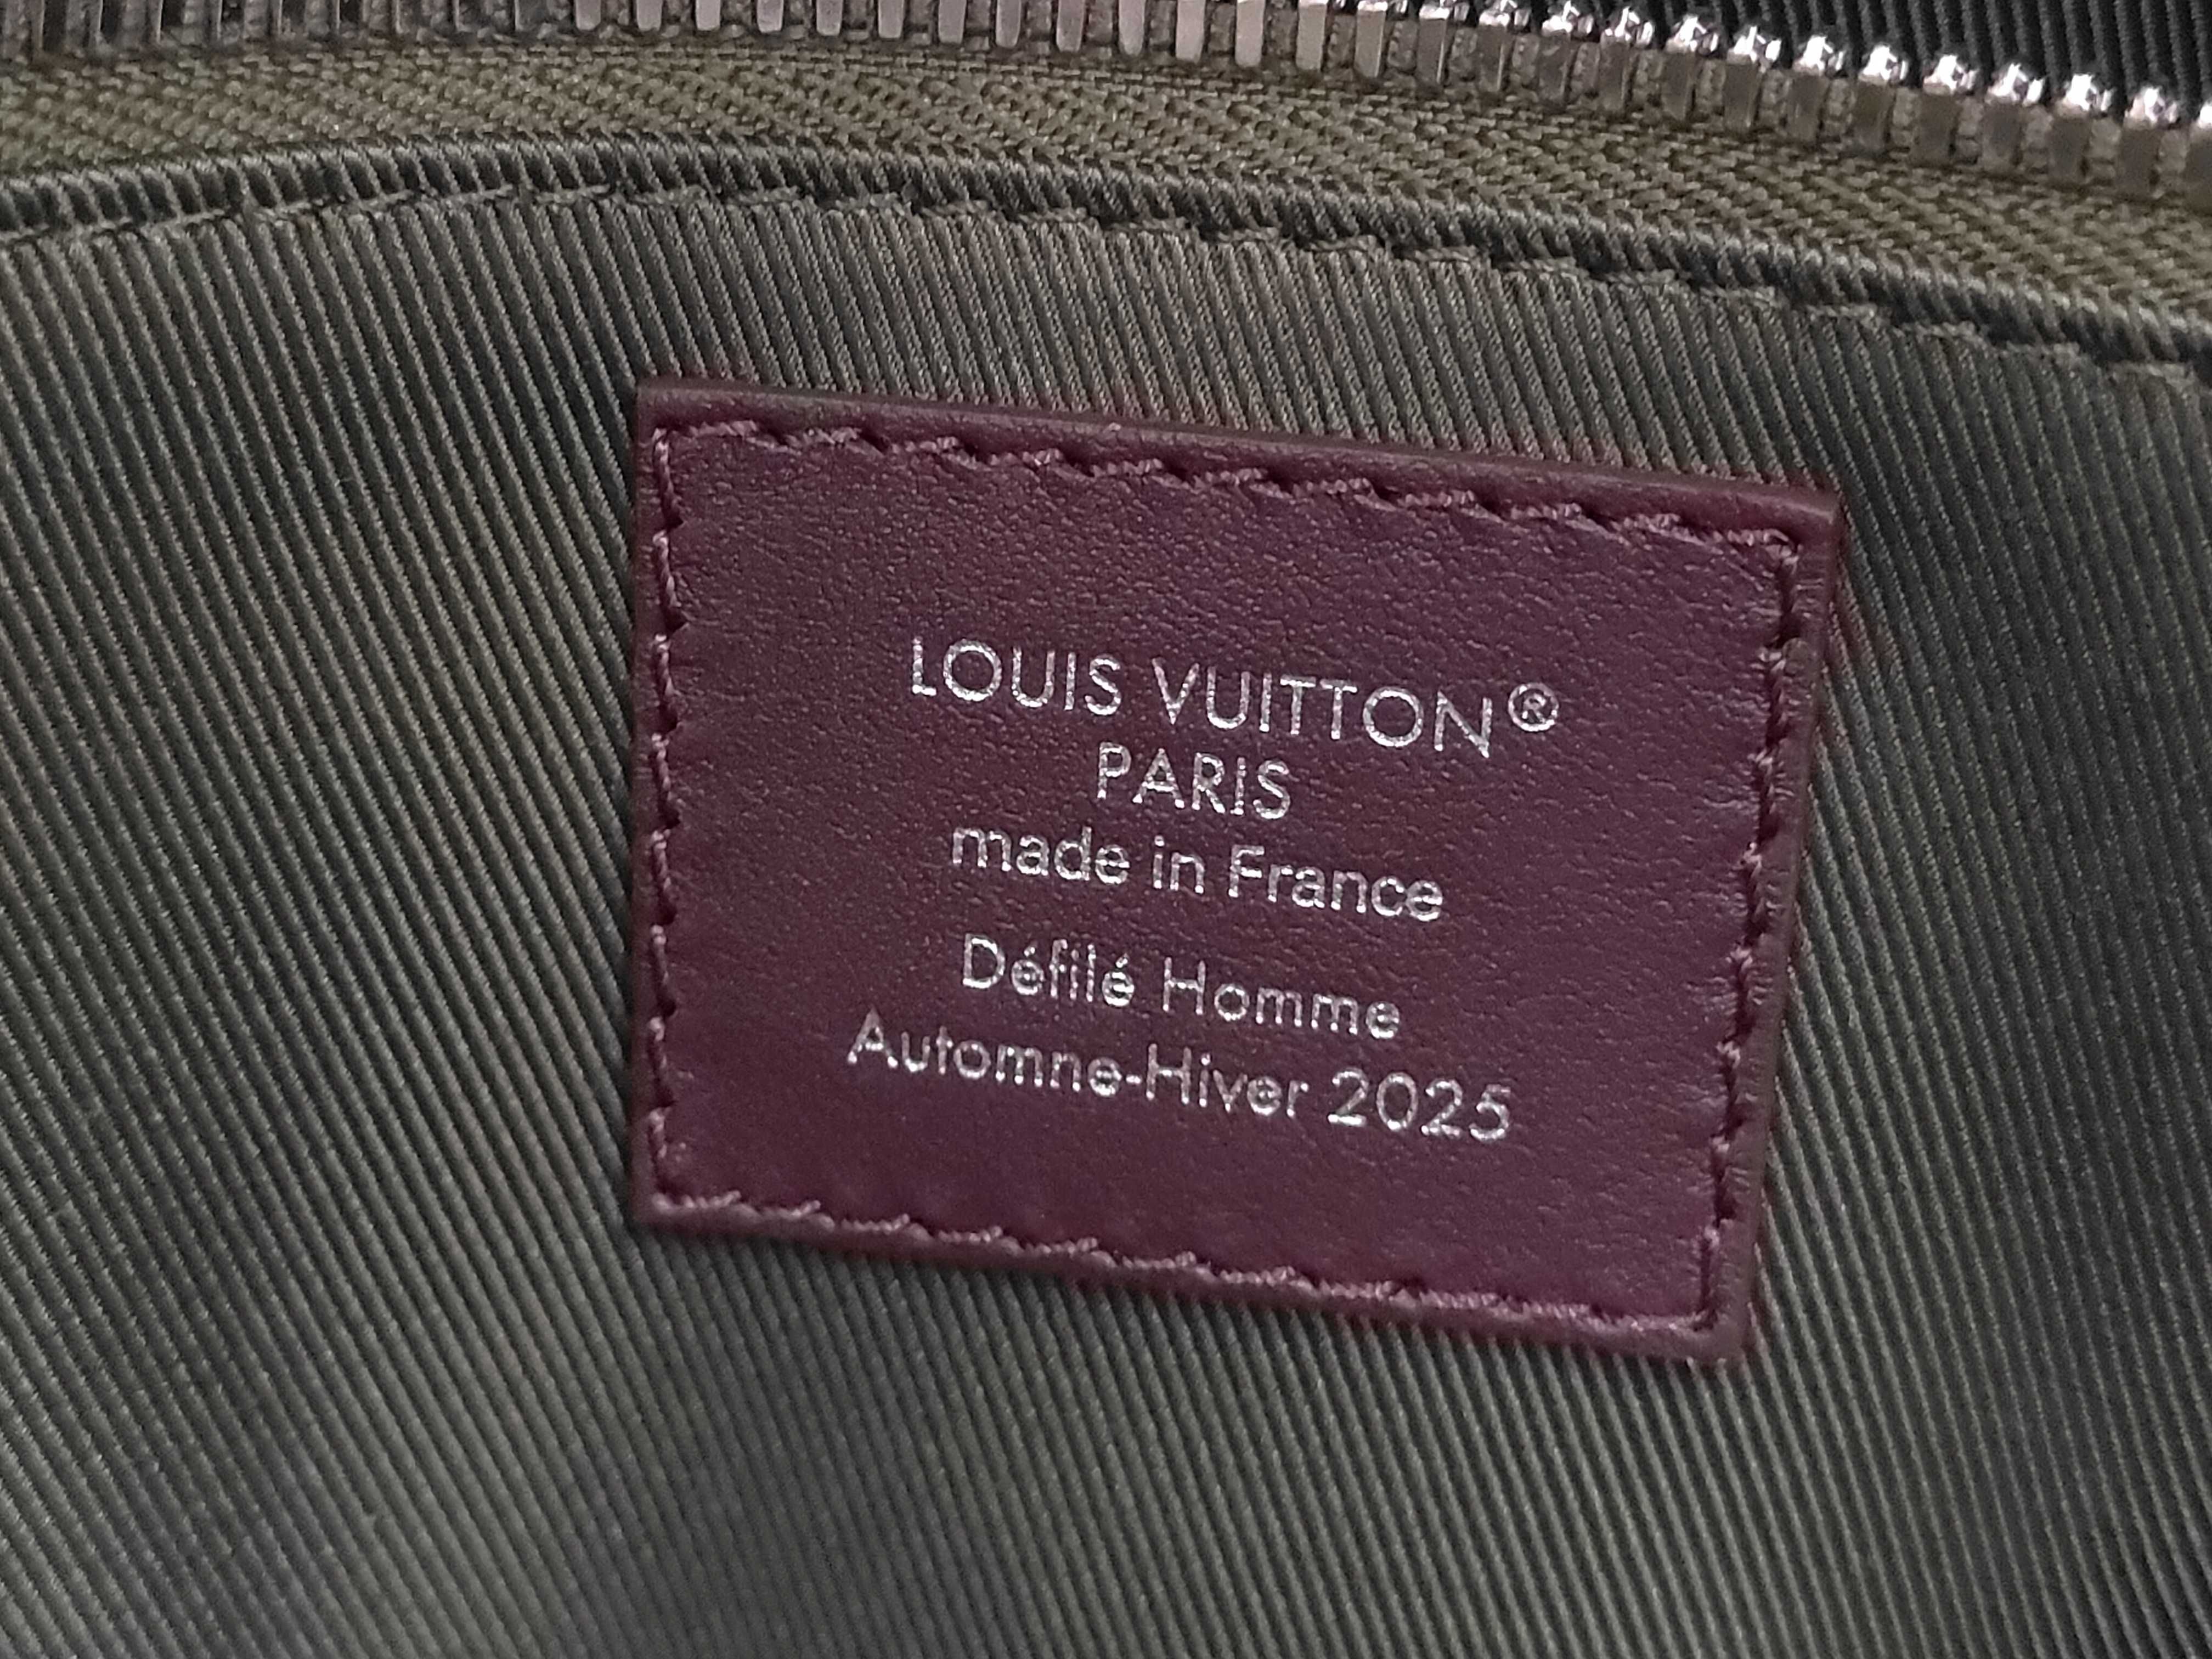 LOUIS VUITTON®
PARIS
made in France
Défilé Homme
Automne-Hiver 2025